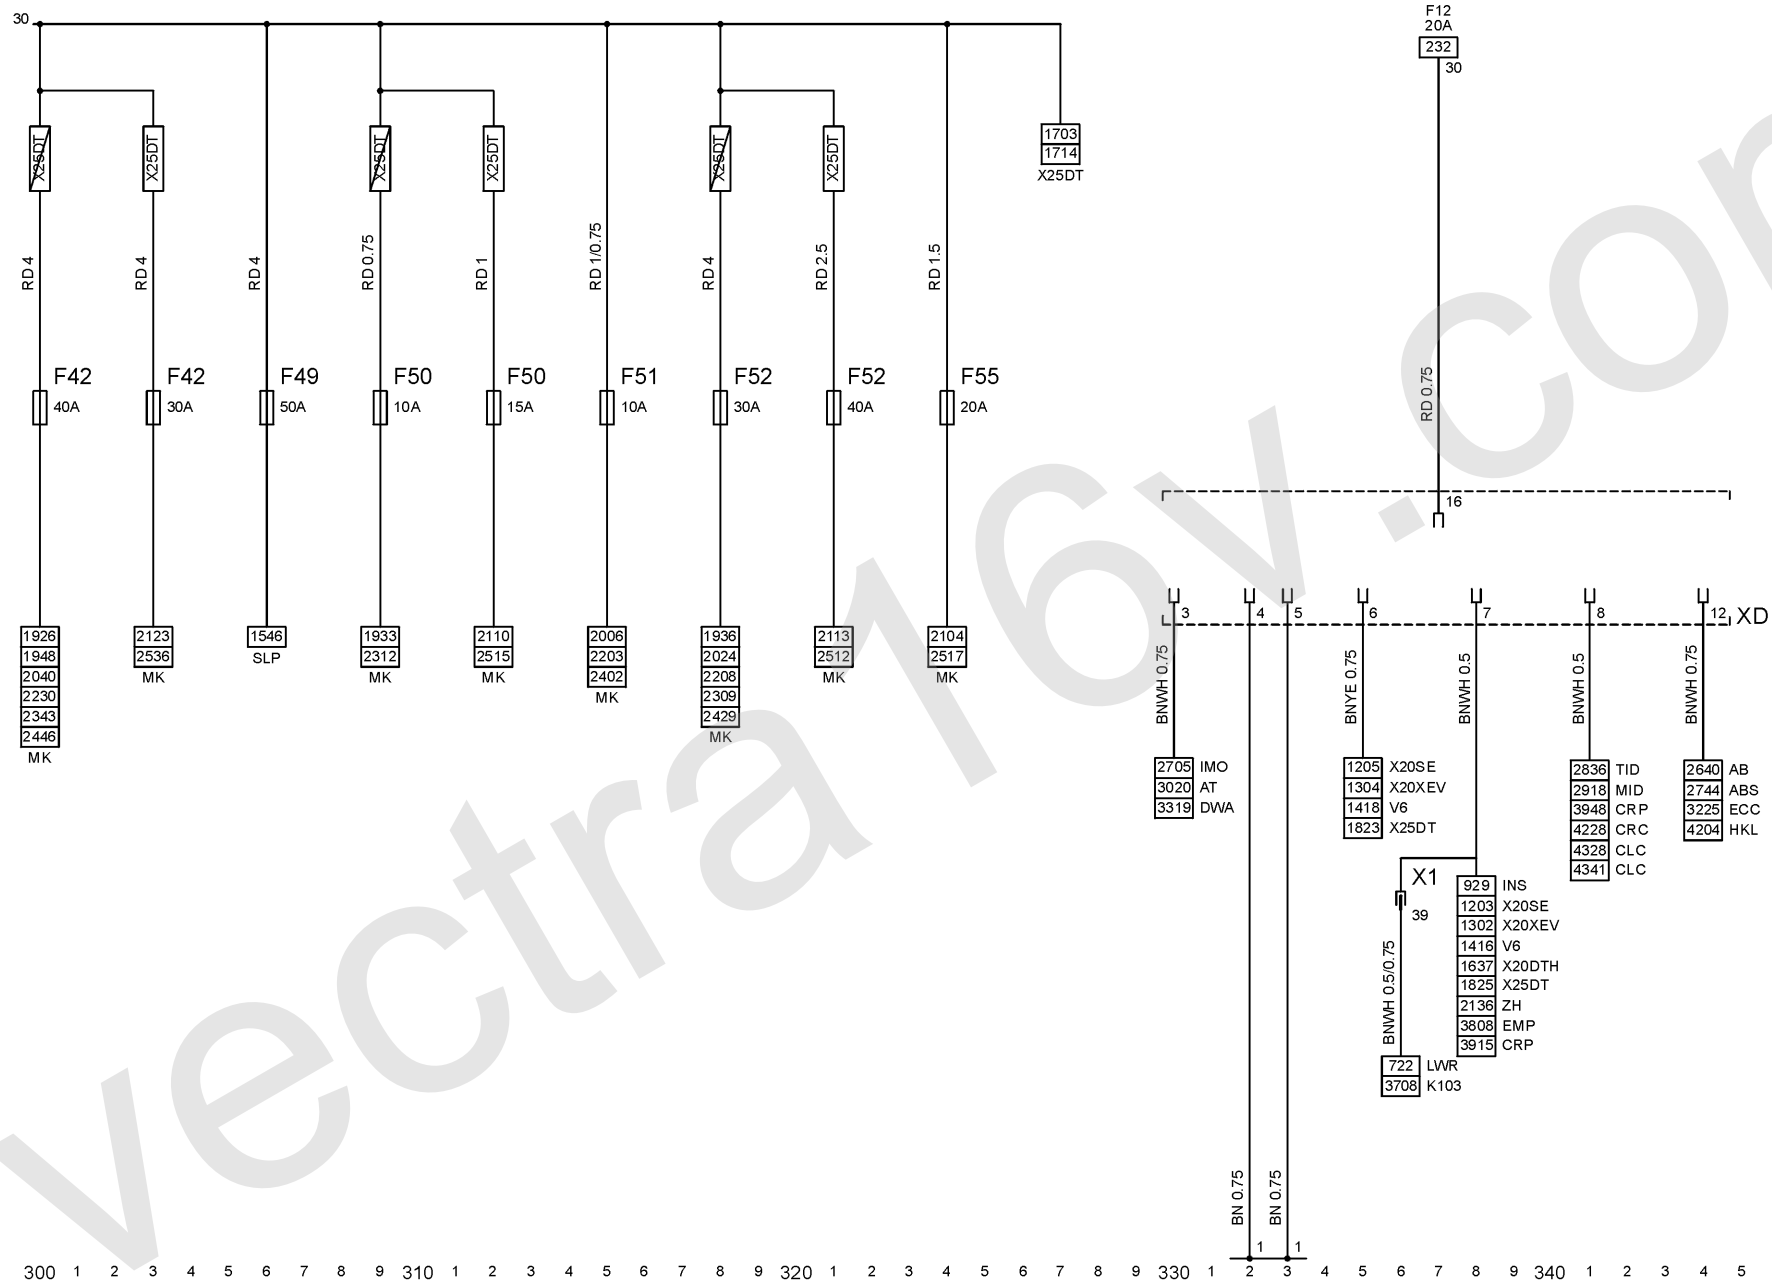 30
F12
20A
232
30
1703
1714
X25DT
X25DT
X25DT
X25DT
X25DT
X25DT
X25DT
RD 4
RD 4
RD 4
RD 0.75
RD 1
RD 1/0.75
RD 4
RD 2.5
RD 1.5
RD 0.75
F42
40A
F42
30A
F49
50A
F50
10A
F50
15A
F51
10A
F52
30A
F52
40A
F55
20A
16
1926
1948
2040
2230
2343
2446
MK
2123
2536
MK
1546
SLP
1933
2312
MK
2110
2515
MK
2006
2203
2402
MK
1936
2024
2208
2309
2429
MK
2113
2512
MK
2104
2517
MK
3
4
5
6
7
8
12
XD
BNWH 0.75
BNYE 0.75
BNWH 0.5
BNWH 0.5
BNWH 0.75
2705 IMO
3020 AT
3319 DWA
1205 X20SE
1304 X20XEV
1418 V6
1823 X25DT
2836 TID
2918 MID
3948 CRP
4228 CRC
4328 CLC
4341 CLC
2640 AB
2744 ABS
3225 ECC
4204 HKL
X1
39
929 INS
1203 X20SE
1302 X20XEV
1416 V6
1637 X20DTH
1825 X25DT
2136 ZH
3808 EMP
3915 CRP
BNWH 0.5/0.75
722 LWR
3708 K103
BN 0.75
BN 0.75
1
1
300 1 2 3 4 5 6 7 8 9 310 1 2 3 4 5 6 7 8 9 320 1 2 3 4 5 6 7 8 9 330 1 2 3 4 5 6 7 8 9 340 1 2 3 4 5
vectra16v.com